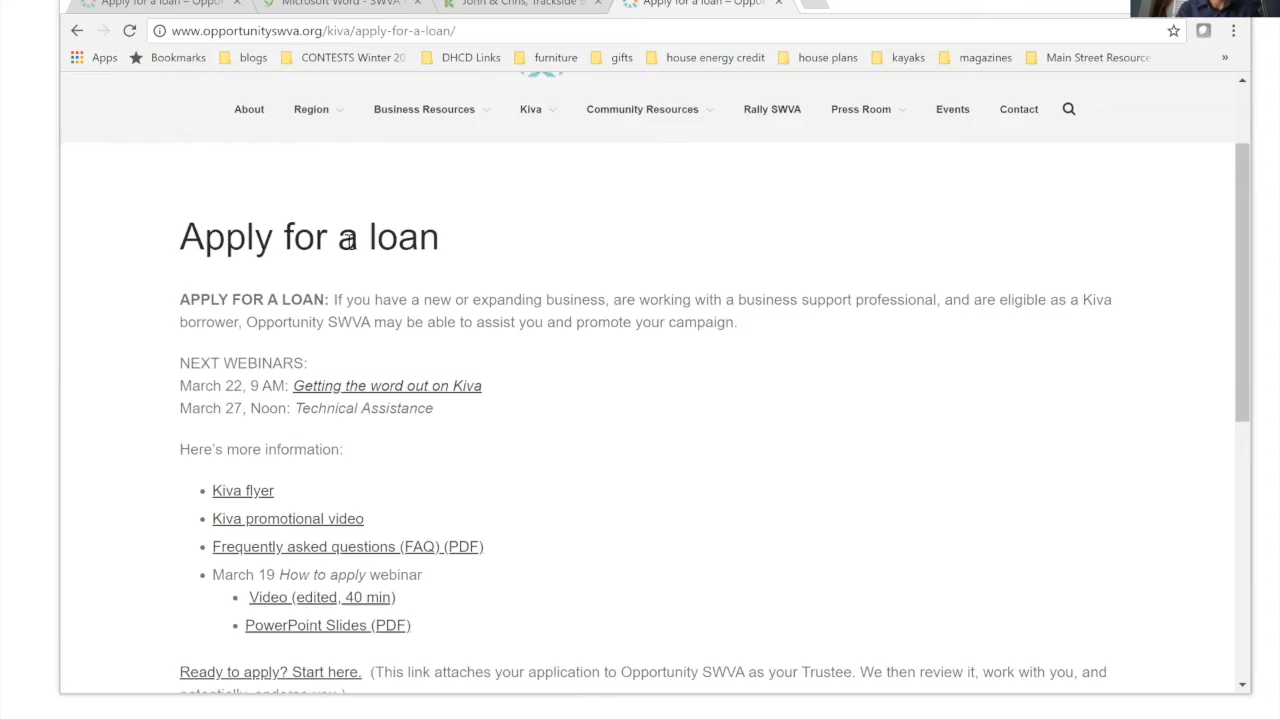 Apply for a loan – Oppor
Microsoft Word - SWVA
John & Chris, Trackside
Apply for a loan – Oppo
www.opportunityswva.org/kiva/apply-for-a-loan/
Apps Bookmarks blogs CONTESTS Winter 20 DHCD Links furniture gifts house energy credit house plans kayaks magazines Main Street Resource »
About Region Business Resources Kiva Community Resources Rally SWVA Press Room Events Contact
Apply for a loan
APPLY FOR A LOAN: If you have a new or expanding business, are working with a business support professional, and are eligible as a Kiva
borrower, Opportunity SWVA may be able to assist you and promote your campaign.
NEXT WEBINARS:
March 22, 9 AM: Getting the word out on Kiva
March 27, Noon: Technical Assistance
Here's more information:
• Kiva flyer
• Kiva promotional video
• Frequently asked questions (FAQ) (PDF)
• March 19 How to apply webinar
• Video (edited, 40 min)
• PowerPoint Slides (PDF)
Ready to apply? Start here. (This link attaches your application to Opportunity SWVA as your Trustee. We then review it, work with you, and
potentially, endorse you.)